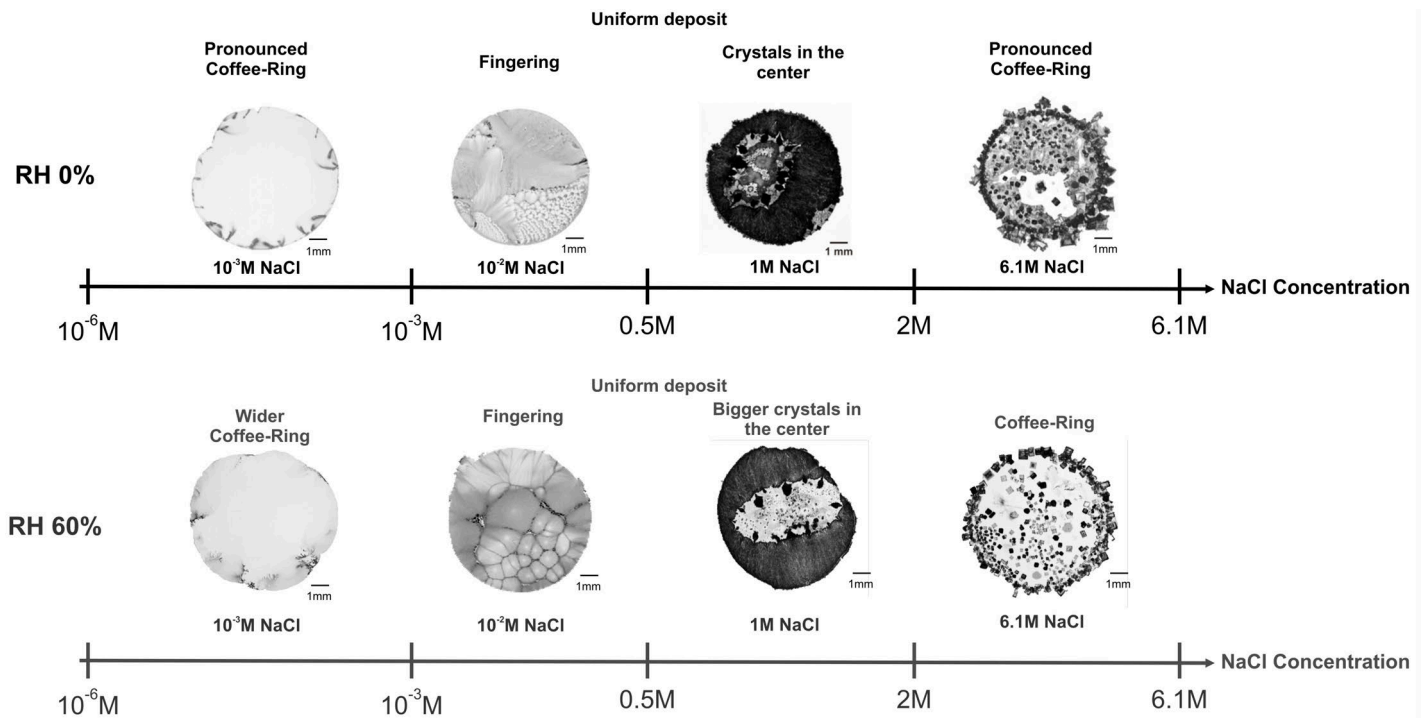 Uniform deposit
Pronounced
Coffee-Ring
Fingering
Crystals in the
center
Pronounced
Coffee-Ring
RH 0%
1mm
1mm
1 mm
1mm
10⁻³M NaCl
10⁻²M NaCl
1M NaCl
6.1M NaCl
NaCl Concentration
10⁻⁶M
10⁻³M
0.5M
2M
6.1M
Uniform deposit
Wider
Coffee-Ring
Fingering
Bigger crystals in
the center
Coffee-Ring
RH 60%
1mm
1mm
1mm
1mm
10⁻³M NaCl
10⁻²M NaCl
1M NaCl
6.1M NaCl
NaCl Concentration
10⁻⁶M
10⁻³M
0.5M
2M
6.1M